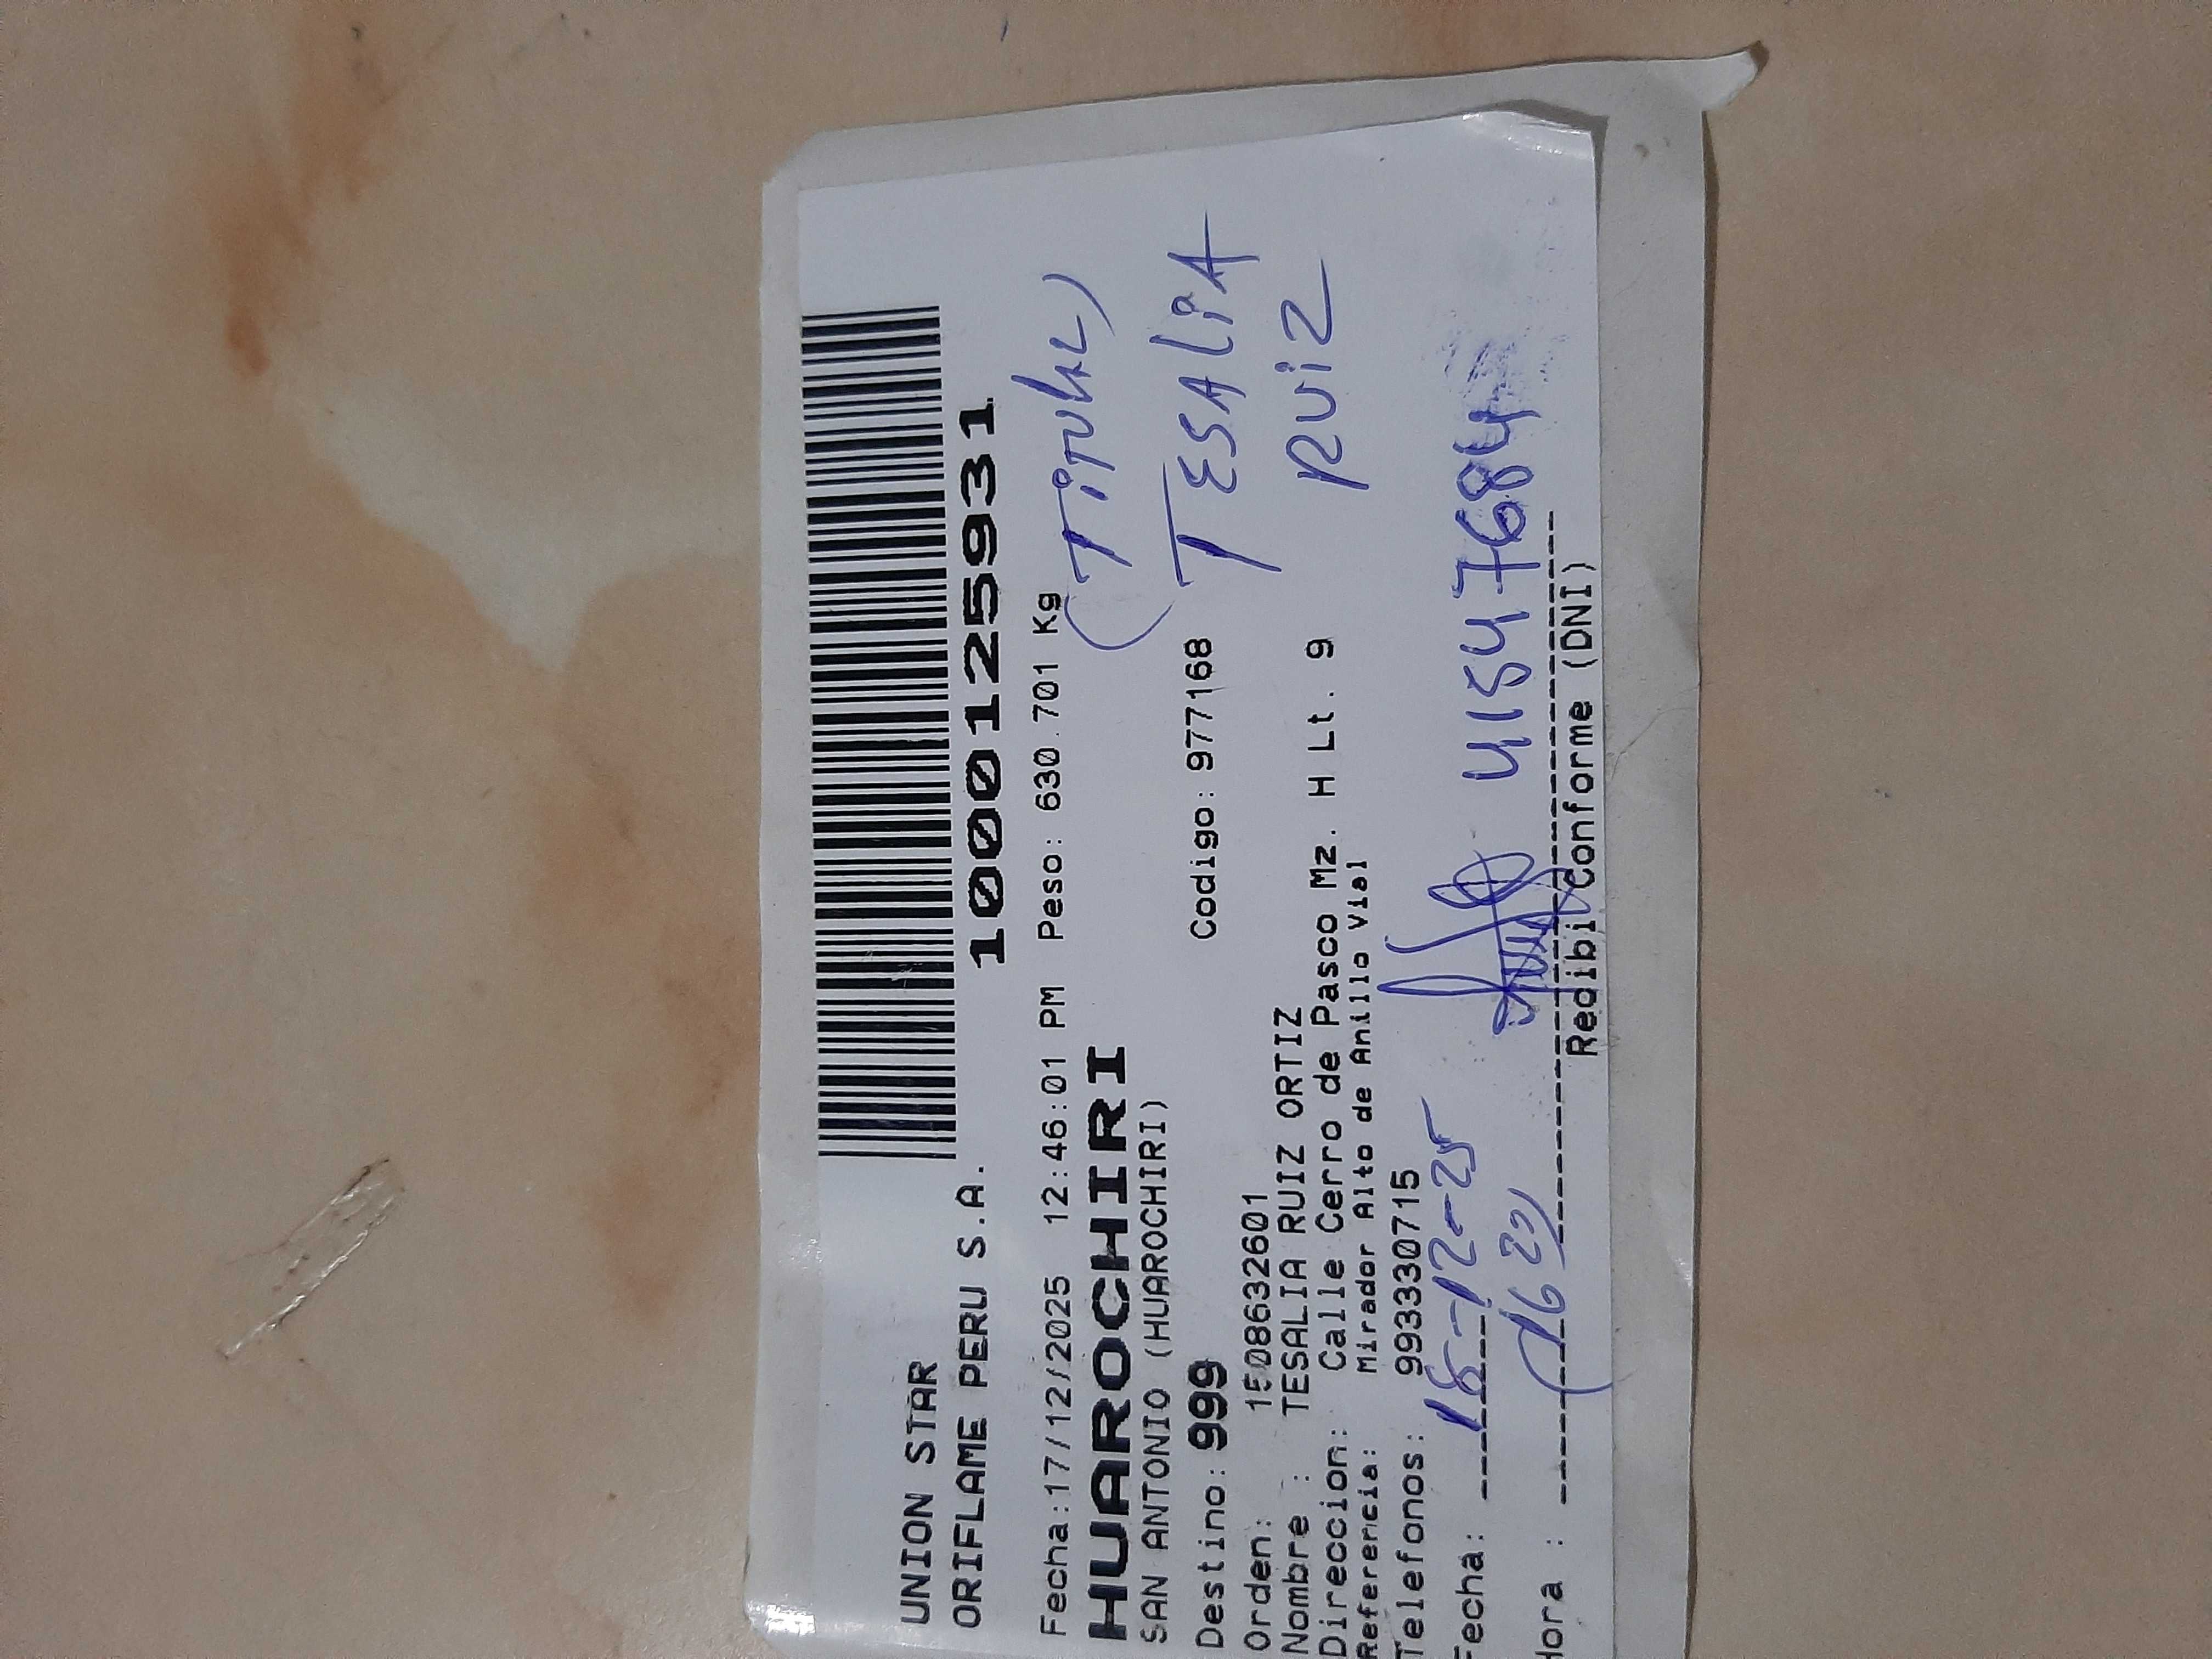 UNION STAR
ORIFLAME PERU S.A. 1000125931
Fecha:17/12/2025 12:46:01 PM Peso: 630.701 Kg
(TiTULAR)
HUAROCHIRI
SAN ANTONIO (HUAROCHIRI)
TESALiA
Destino: 999 Codigo: 977168
RUiZ
Orden: 1508632601
Nombre : TESALIA RUIZ ORTIZ
Direccion: Calle Cerro de Pasco Mz. H Lt. 9
Referencia: Mirador Alto de Anillo Vial
Telefonos: 993330715
Fecha: 18-12-25 41547684
Hora : (16
Redibi Conforme (DNI)